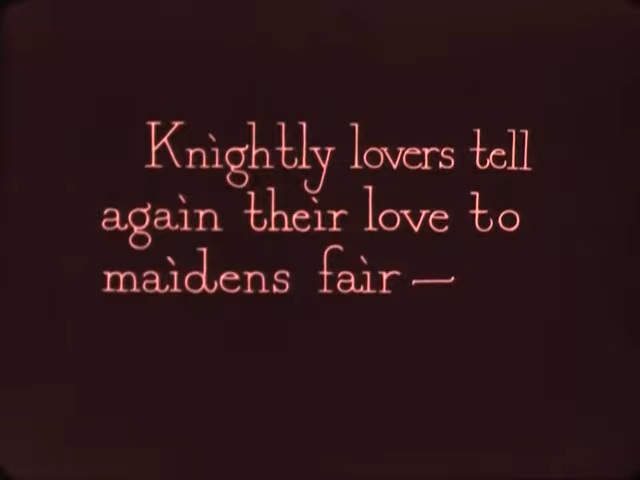 Knightly lovers tell
again their love to
maidens fair —